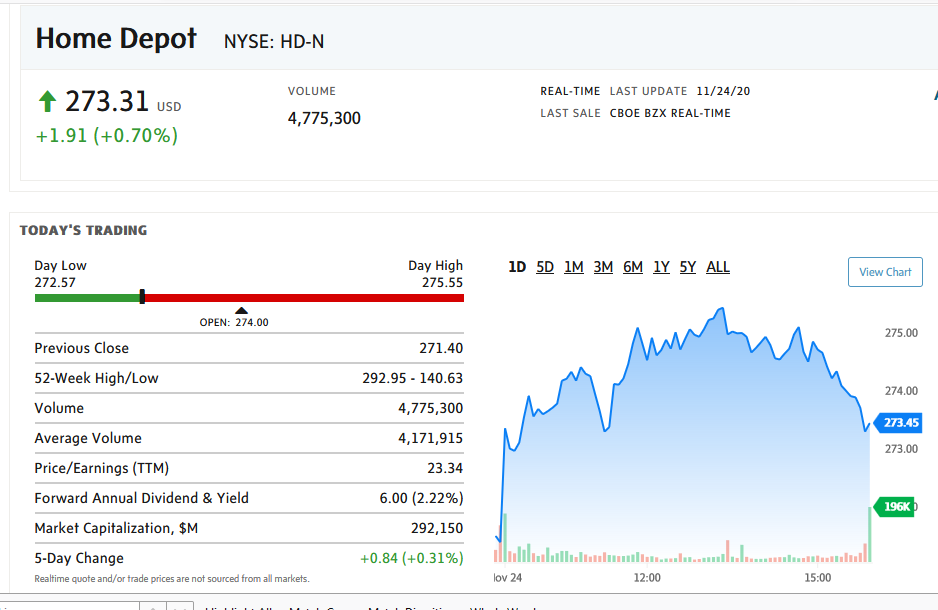 Home Depot NYSE: HD-N
273.31 USD
+1.91 (+0.70%)
VOLUME
4,775,300
REAL-TIME LAST UPDATE 11/24/20
LAST SALE CBOE BZX REAL-TIME
TODAY'S TRADING
Day Low Day High
272.57 275.55
OPEN: 274.00
Previous Close 271.40
52-Week High/Low 292.95 - 140.63
Volume 4,775,300
Average Volume 4,171,915
Price/Earnings (TTM) 23.34
Forward Annual Dividend & Yield 6.00 (2.22%)
Market Capitalization, $M 292,150
5-Day Change +0.84 (+0.31%)
Realtime quote and/or trade prices are not sourced from all markets.
1D 5D 1M 3M 6M 1Y 5Y ALL
View Chart
275.00
274.00
273.45
273.00
196K
ov 24 12:00 15:00